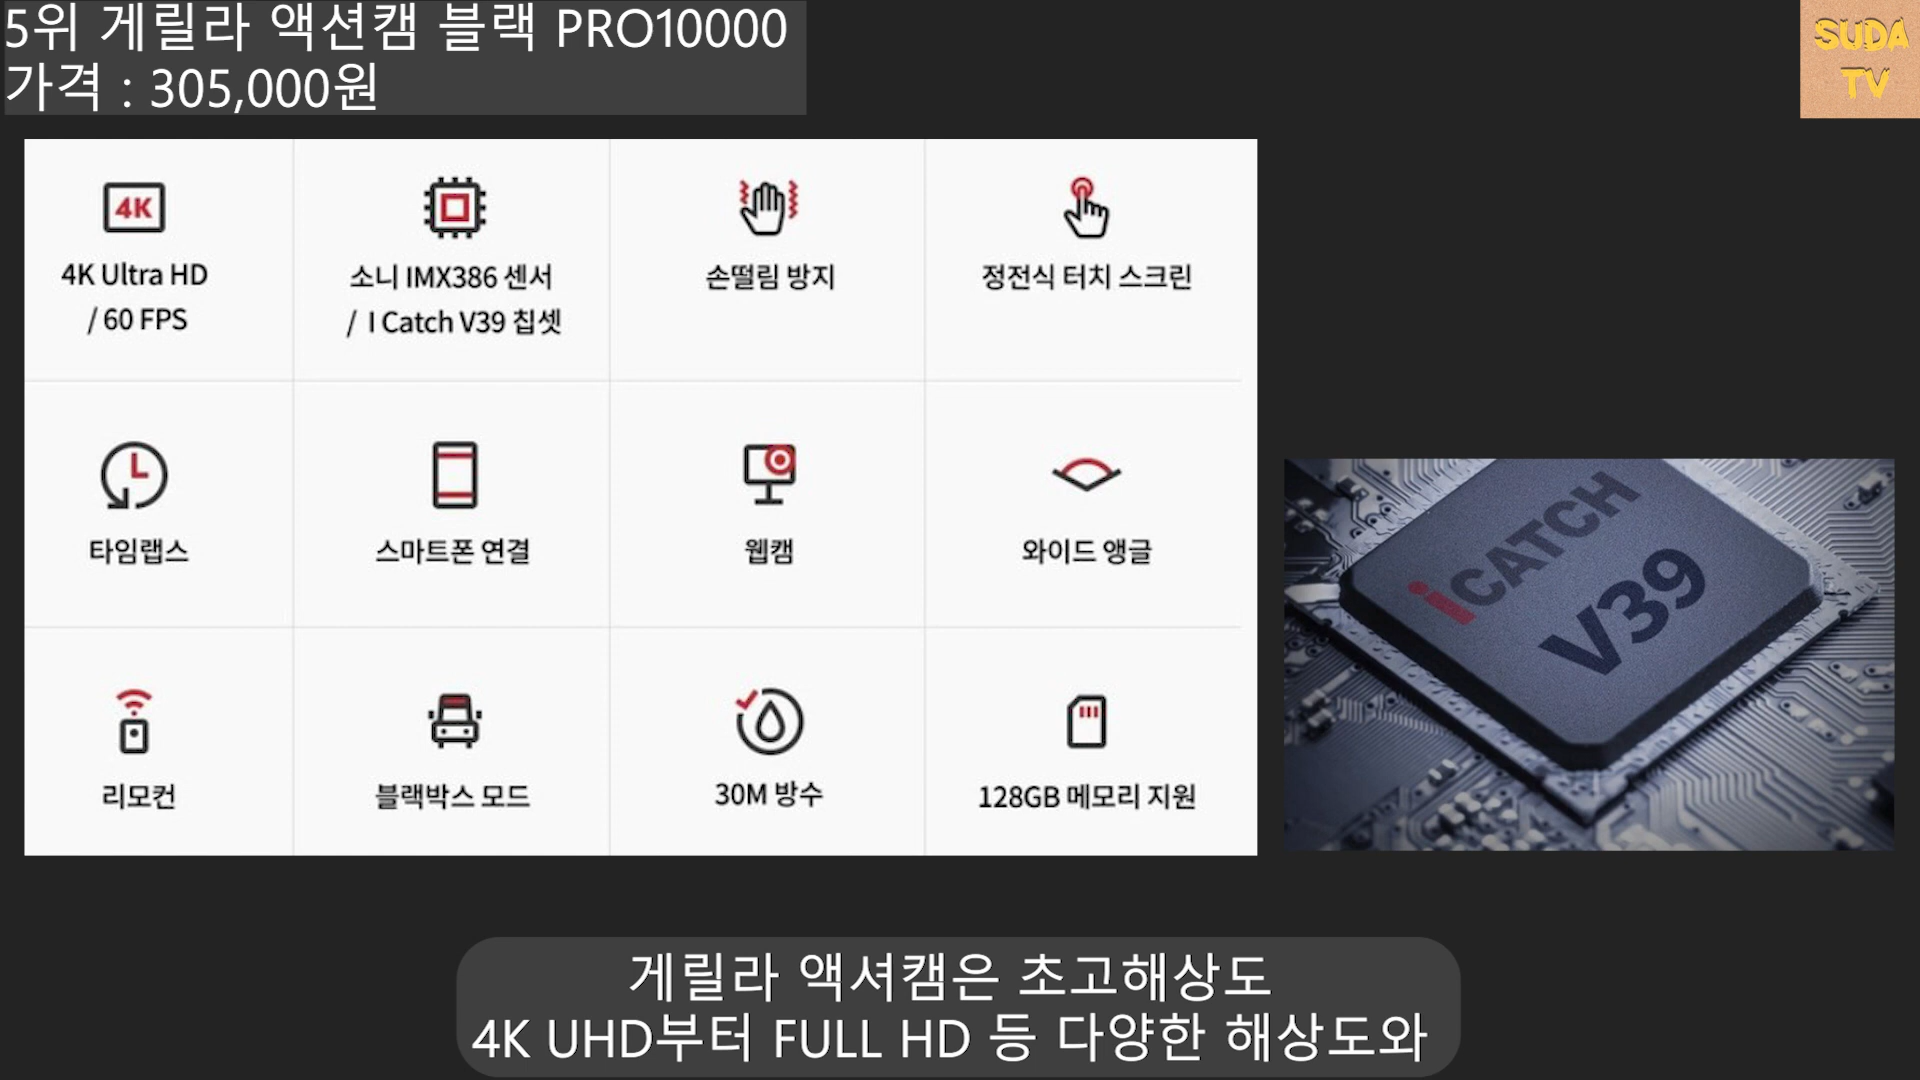 5위 게릴라 액션캠 블랙 PRO10000
가격 : 305,000원
SUDA
TV
4K
4K Ultra HD
/ 60 FPS
소니 IMX386 센서
/ I Catch V39 칩셋
손떨림 방지
정전식 터치 스크린
타임랩스
스마트폰 연결
웹캠
와이드 앵글
iCATCH
V39
리모컨
블랙박스 모드
30M 방수
128GB 메모리 지원
게릴라 액셔캠은 초고해상도
4K UHD부터 FULL HD 등 다양한 해상도와